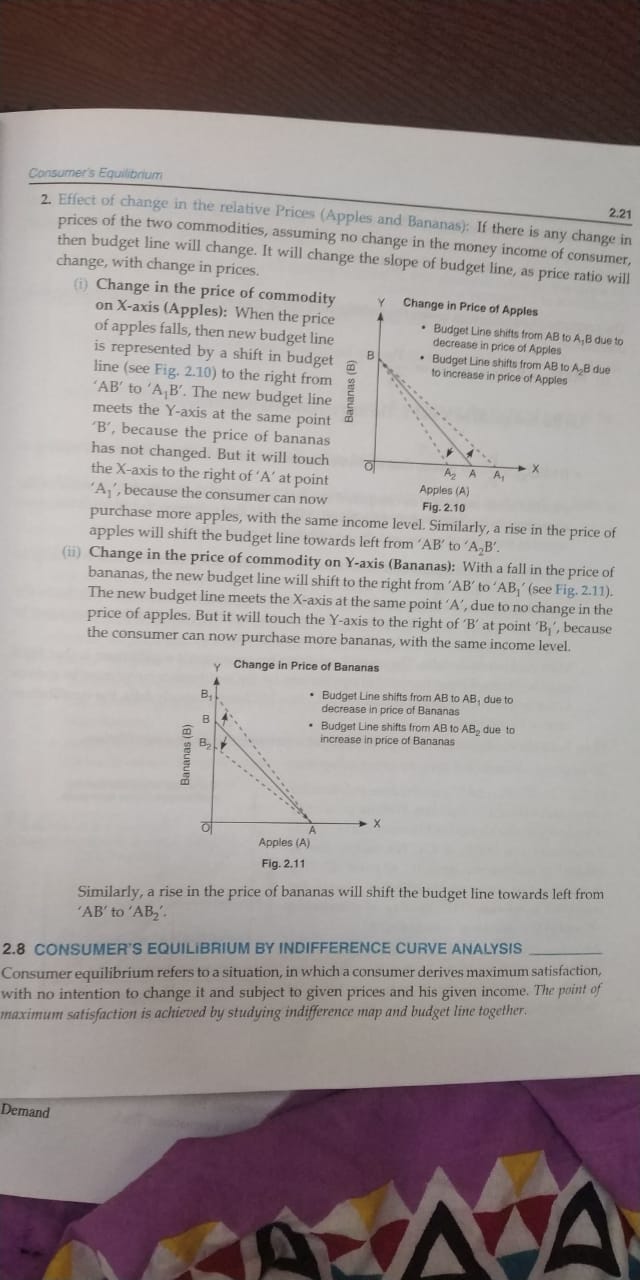 Consumer's Equilibrium
2.21
2. Effect of change in the relative Prices (Apples and Bananas): If there is any change in
prices of the two commodities, assuming no change in the money income of consumer,
then budget line will change. It will change the slope of budget line, as price ratio will
change, with change in prices.
(i) Change in the price of commodity
on X-axis (Apples): When the price
of apples falls, then new budget line
is represented by a shift in budget
line (see Fig. 2.10) to the right from
'AB' to 'A₁B'. The new budget line
meets the Y-axis at the same point
'B', because the price of bananas
has not changed. But it will touch
the X-axis to the right of 'A' at point
'A₁', because the consumer can now
Y
Change in Price of Apples
• Budget Line shifts from AB to A₁B due to
decrease in price of Apples
• Budget Line shifts from AB to A₂B due
to increase in price of Apples
B
Bananas (B)
O
A₂ A A₁
X
Apples (A)
Fig. 2.10
purchase more apples, with the same income level. Similarly, a rise in the price of
apples will shift the budget line towards left from 'AB' to 'A₂B'.
(ii) Change in the price of commodity on Y-axis (Bananas): With a fall in the price of
bananas, the new budget line will shift to the right from 'AB' to 'AB₁' (see Fig. 2.11).
The new budget line meets the X-axis at the same point 'A', due to no change in the
price of apples. But it will touch the Y-axis to the right of 'B' at point 'B₁', because
the consumer can now purchase more bananas, with the same income level.
Y
Change in Price of Bananas
B₁
B
B₂
Bananas (B)
• Budget Line shifts from AB to AB₁ due to
decrease in price of Bananas
• Budget Line shifts from AB to AB₂ due to
increase in price of Bananas
O
A
X
Apples (A)
Fig. 2.11
Similarly, a rise in the price of bananas will shift the budget line towards left from
'AB' to 'AB₂'.
2.8 CONSUMER'S EQUILIBRIUM BY INDIFFERENCE CURVE ANALYSIS
Consumer equilibrium refers to a situation, in which a consumer derives maximum satisfaction,
with no intention to change it and subject to given prices and his given income. The point of
maximum satisfaction is achieved by studying indifference map and budget line together.
Demand